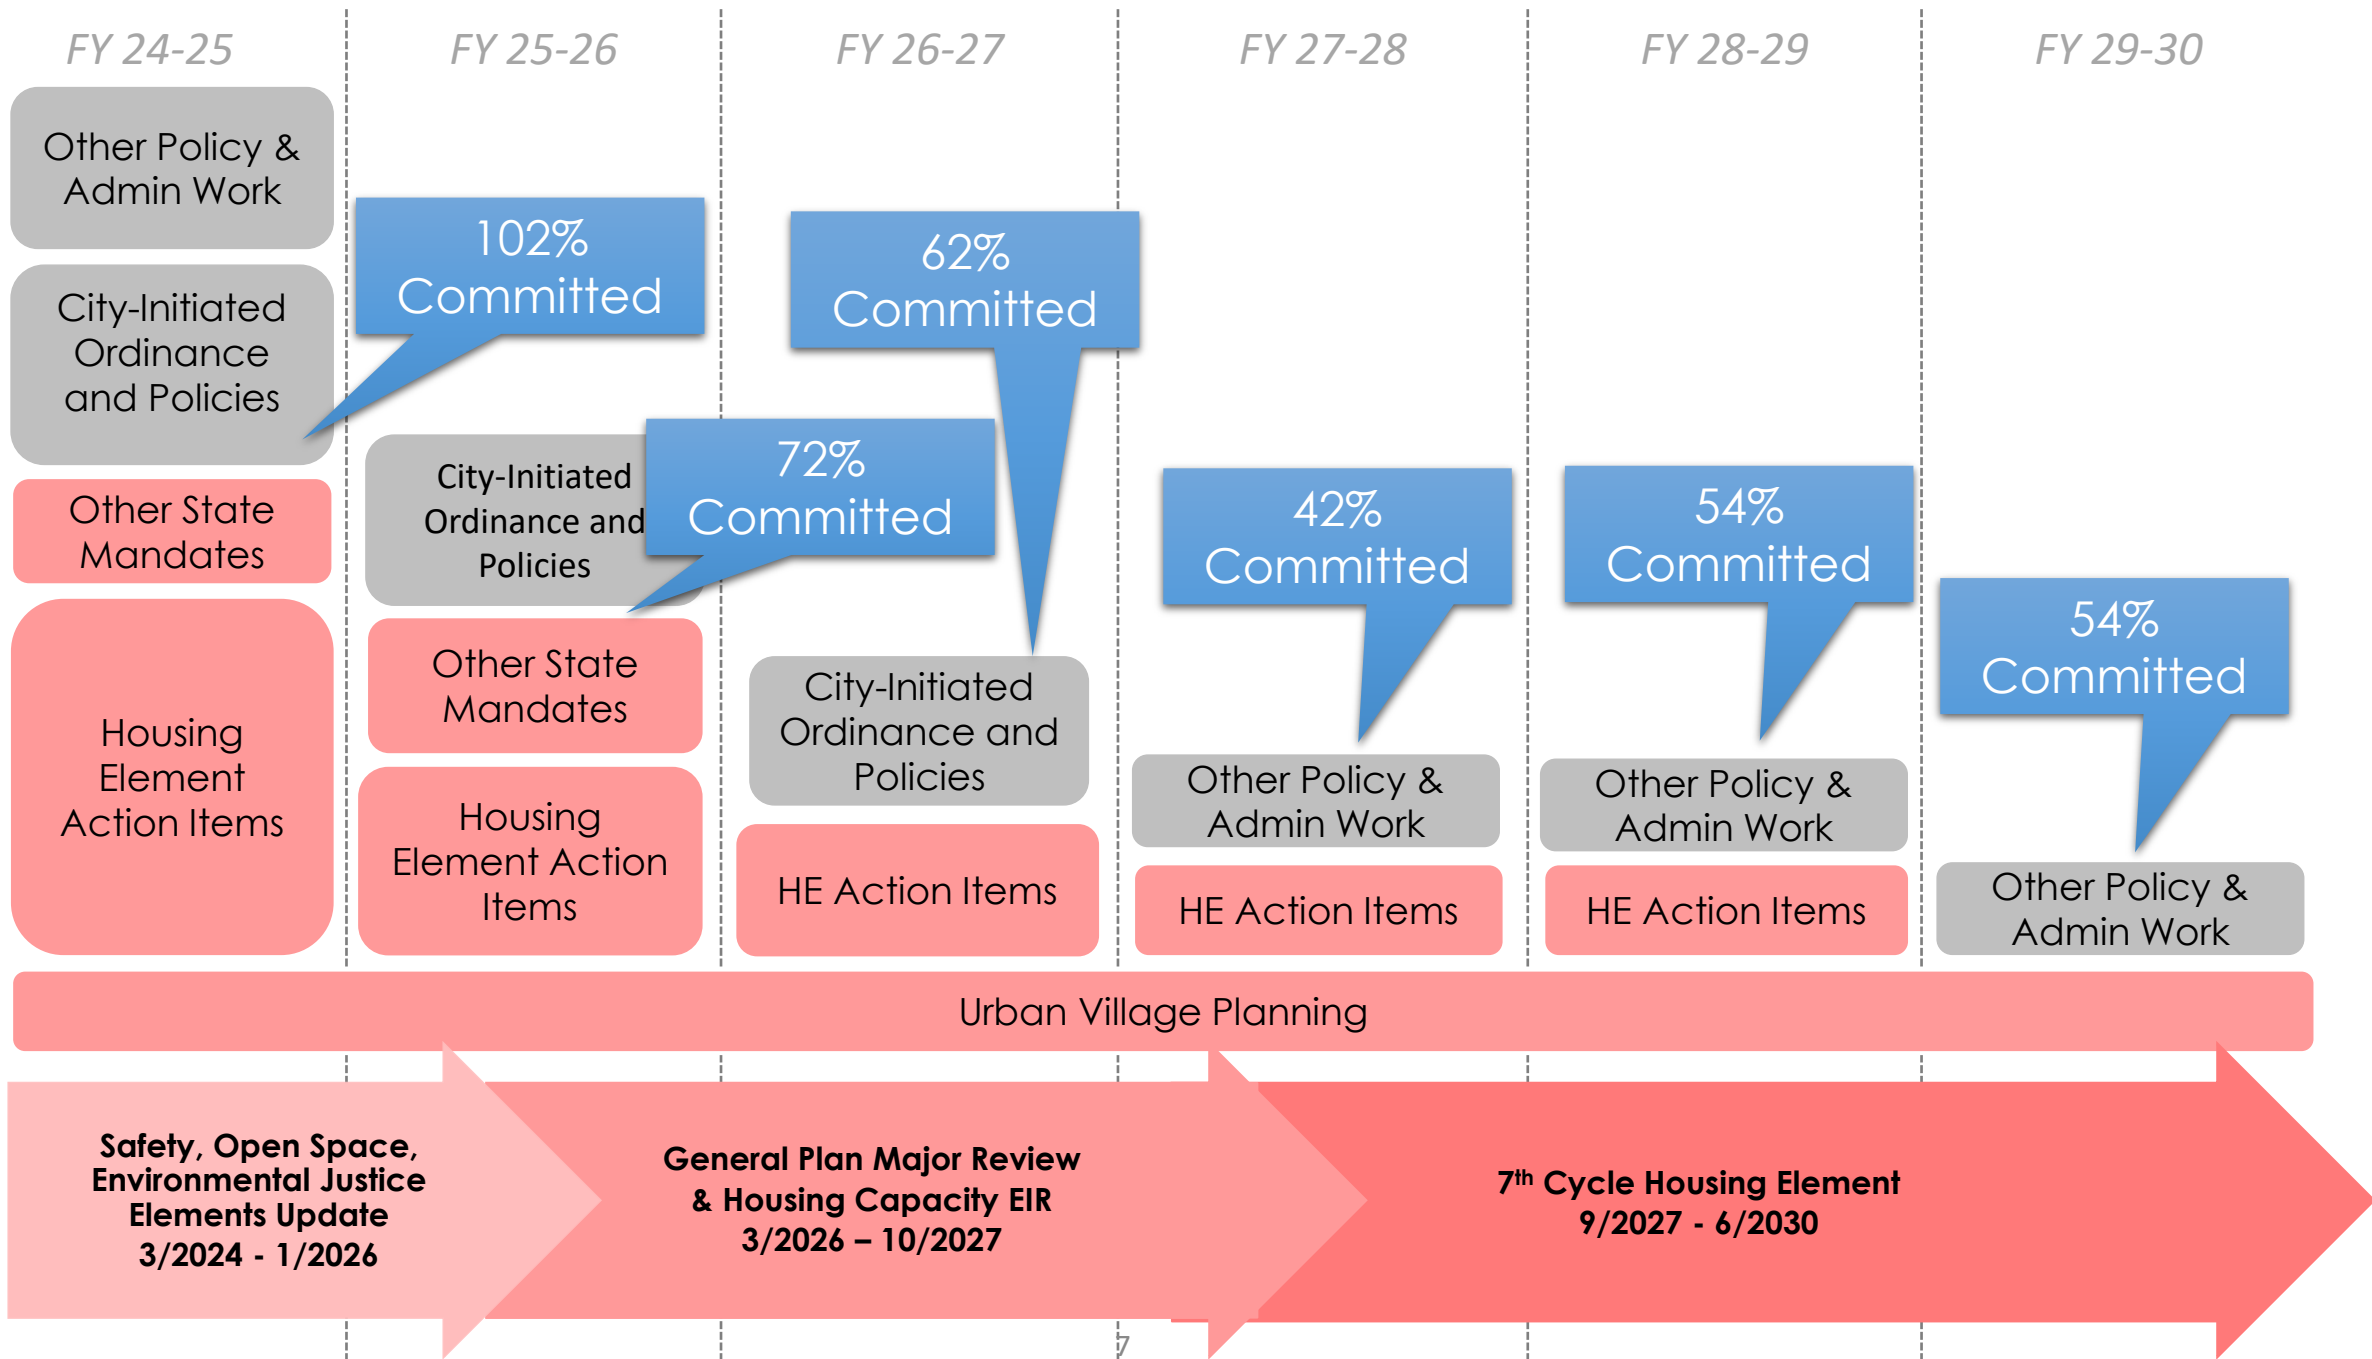 FY 24-25
FY 25-26
FY 26-27
FY 27-28
FY 28-29
FY 29-30
Other Policy &
Admin Work
City-Initiated
Ordinance
and Policies
Other State
Mandates
Housing
Element
Action Items
102%
Committed
City-Initiated
Ordinance and
Policies
72%
Committed
Other State
Mandates
Housing
Element Action
Items
62%
Committed
City-Initiated
Ordinance and
Policies
HE Action Items
42%
Committed
Other Policy &
Admin Work
HE Action Items
54%
Committed
Other Policy &
Admin Work
HE Action Items
54%
Committed
Other Policy &
Admin Work
Urban Village Planning
Safety, Open Space,
Environmental Justice
Elements Update
3/2024 - 1/2026
General Plan Major Review
& Housing Capacity EIR
3/2026 – 10/2027
7th Cycle Housing Element
9/2027 - 6/2030
7